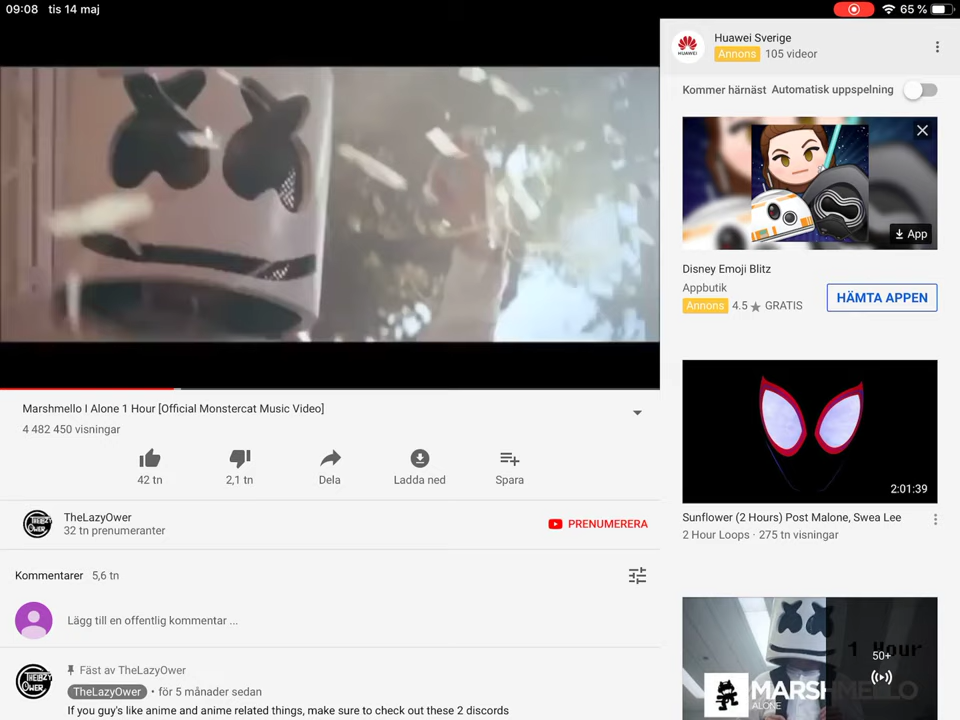 09:08 tis 14 maj
65 %
Huawei Sverige
HUAWEI
Annons 105 videor
Kommer härnäst Automatisk uppspelning
App
Disney Emoji Blitz
Appbutik
Annons 4.5 ★ GRATIS
HÄMTA APPEN
Marshmello I Alone 1 Hour [Official Monstercat Music Video]
4 482 450 visningar
42 tn
2,1 tn
Dela
Ladda ned
Spara
2:01:39
Sunflower (2 Hours) Post Malone, Swea Lee
2 Hour Loops · 275 tn visningar
THELAZY
OWER
TheLazyOwer
32 tn prenumeranter
PRENUMERERA
Kommentarer 5,6 tn
Lägg till en offentlig kommentar ...
1 Hour
50+
MARSHMELLO
ALONE
THELAZY
OWER
Fäst av TheLazyOwer
TheLazyOwer • för 5 månader sedan
If you guy's like anime and anime related things, make sure to check out these 2 discords